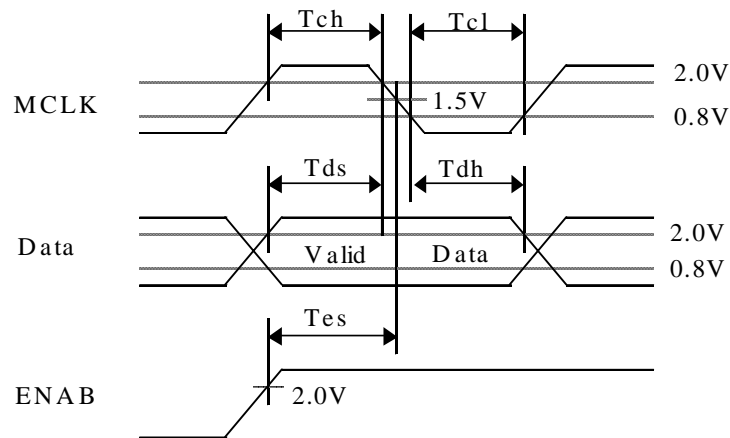 Tch Tcl
2.0V
MCLK 1.5V
0.8V
Tds Tdh
Data Valid Data 2.0V
0.8V
Tes
ENAB 2.0V